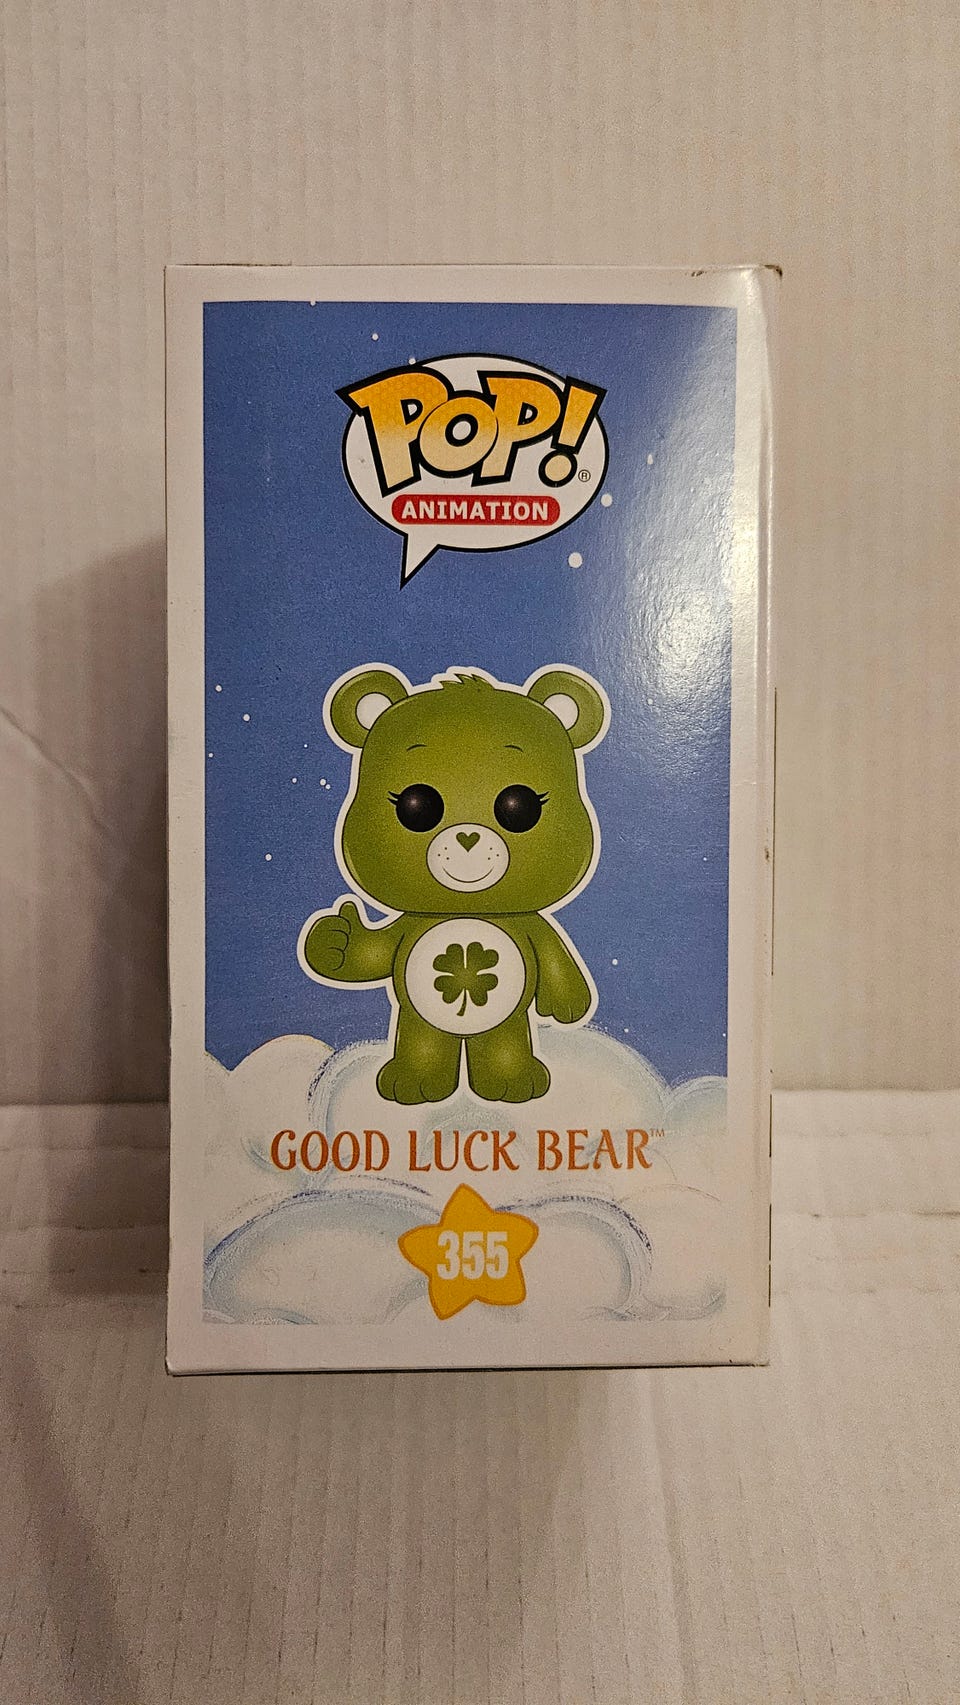 POP!®
ANIMATION
GOOD LUCK BEAR™
355